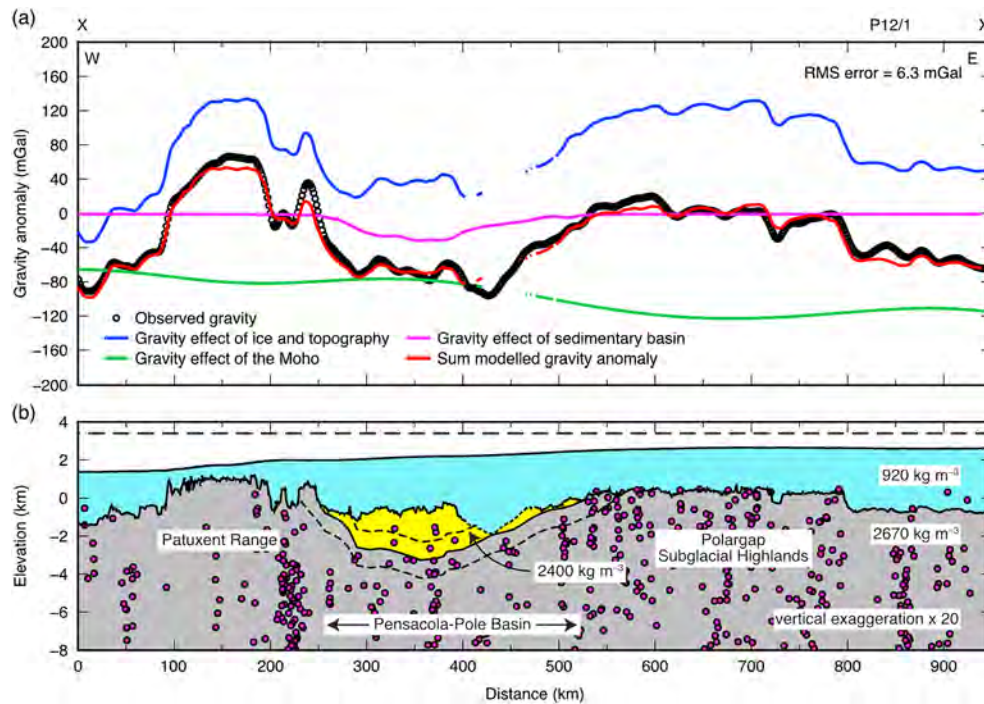 (a)
X
P12/1
X
W
E
RMS error = 6.3 mGal
Gravity anomaly (mGal)
200
160
120
80
40
0
−40
−80
−120
−160
−200
Observed gravity
Gravity effect of ice and topography
Gravity effect of sedimentary basin
Gravity effect of the Moho
Sum modelled gravity anomaly
(b)
Elevation (km)
4
2
0
−2
−4
−6
−8
920 kg m⁻³
2670 kg m⁻³
Patuxent Range
Polargap
Subglacial Highlands
2400 kg m⁻³
Pensacola-Pole Basin
vertical exaggeration x 20
0 100 200 300 400 500 600 700 800 900
Distance (km)